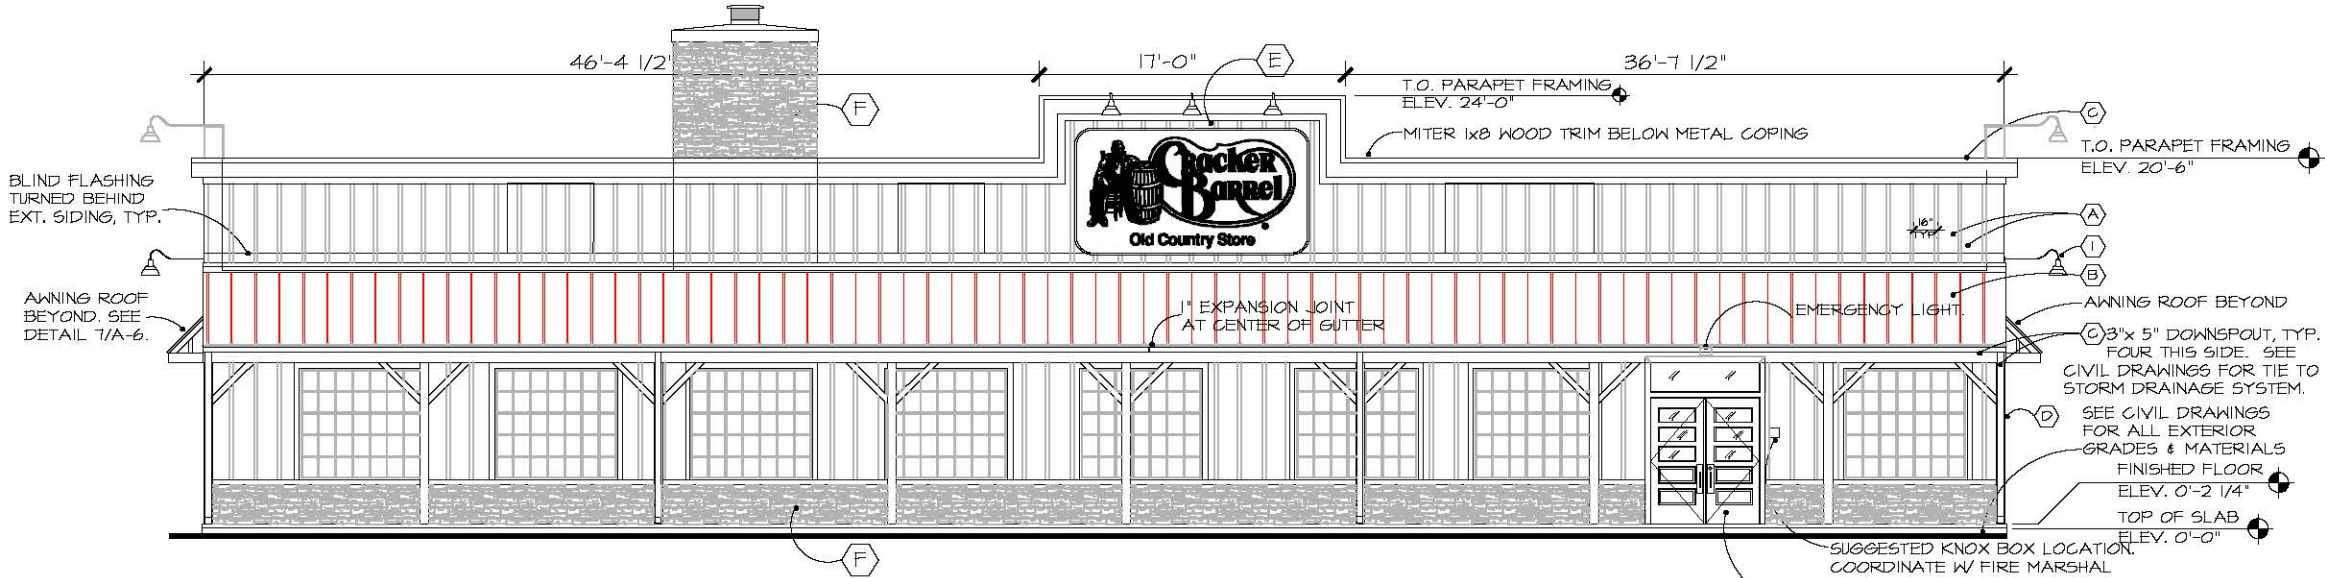 46'-4 1/2"
17'-0"
E
36'-7 1/2"
T.O. PARAPET FRAMING
ELEV. 24'-0"
F
C
MITER 1x8 WOOD TRIM BELOW METAL COPING
T.O. PARAPET FRAMING
ELEV. 20'-6"
BLIND FLASHING
TURNED BEHIND
EXT. SIDING, TYP.
Cracker
Barrel
Old Country Store
16"
TYP.
A
I
B
AWNING ROOF
BEYOND. SEE
DETAIL 7/A-6.
1" EXPANSION JOINT
AT CENTER OF GUTTER
EMERGENCY LIGHT.
AWNING ROOF BEYOND
C
3"x 5" DOWNSPOUT, TYP.
FOUR THIS SIDE. SEE
CIVIL DRAWINGS FOR TIE TO
STORM DRAINAGE SYSTEM.
D
SEE CIVIL DRAWINGS
FOR ALL EXTERIOR
GRADES & MATERIALS
FINISHED FLOOR
ELEV. 0'-2 1/4"
TOP OF SLAB
ELEV. 0'-0"
F
SUGGESTED KNOX BOX LOCATION.
COORDINATE W/ FIRE MARSHAL